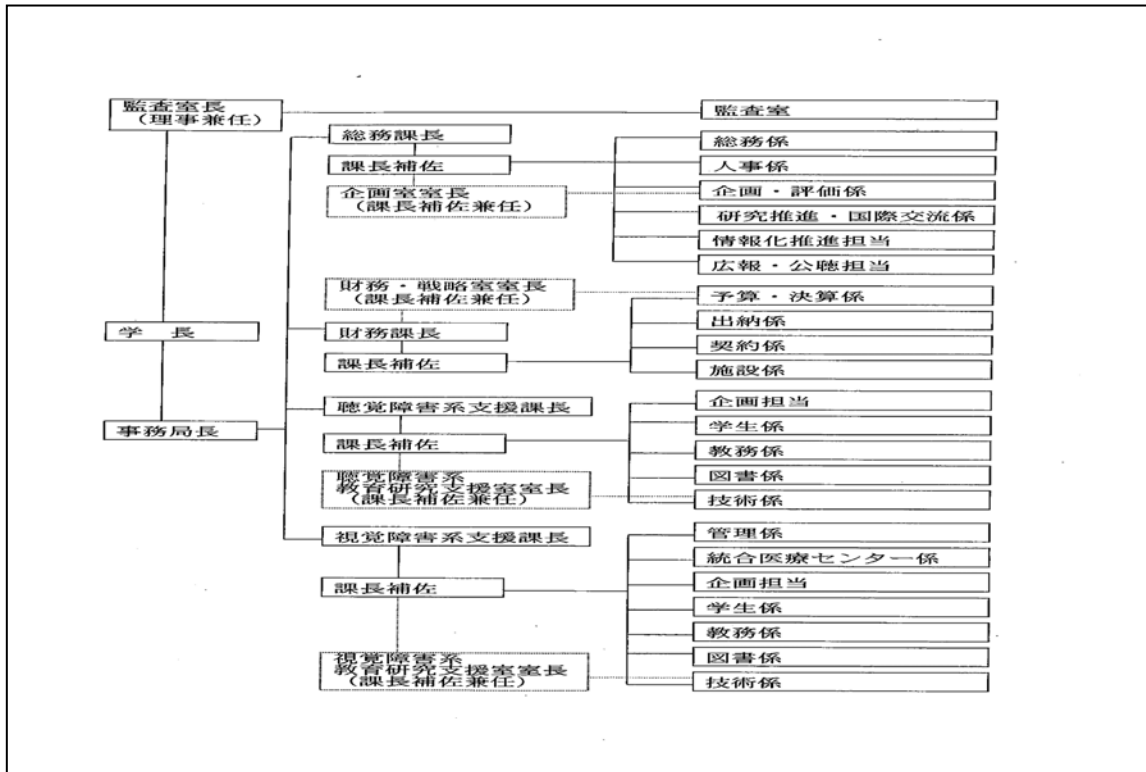 監査室長
（理事兼任）
監査室
総務課長
課長補佐
企画室室長
（課長補佐兼任）
総務係
人事係
企画・評価係
研究推進・国際交流係
情報化推進担当
広報・公聴担当
財務・戦略室室長
（課長補佐兼任）
学　長
財務課長
課長補佐
予算・決算係
出納係
契約係
施設係
事務局長
聴覚障害系支援課長
課長補佐
聴覚障害系
教育研究支援室室長
（課長補佐兼任）
企画担当
学生係
教務係
図書係
技術係
視覚障害系支援課長
課長補佐
視覚障害系
教育研究支援室室長
（課長補佐兼任）
管理係
統合医療センター係
企画担当
学生係
教務係
図書係
技術係